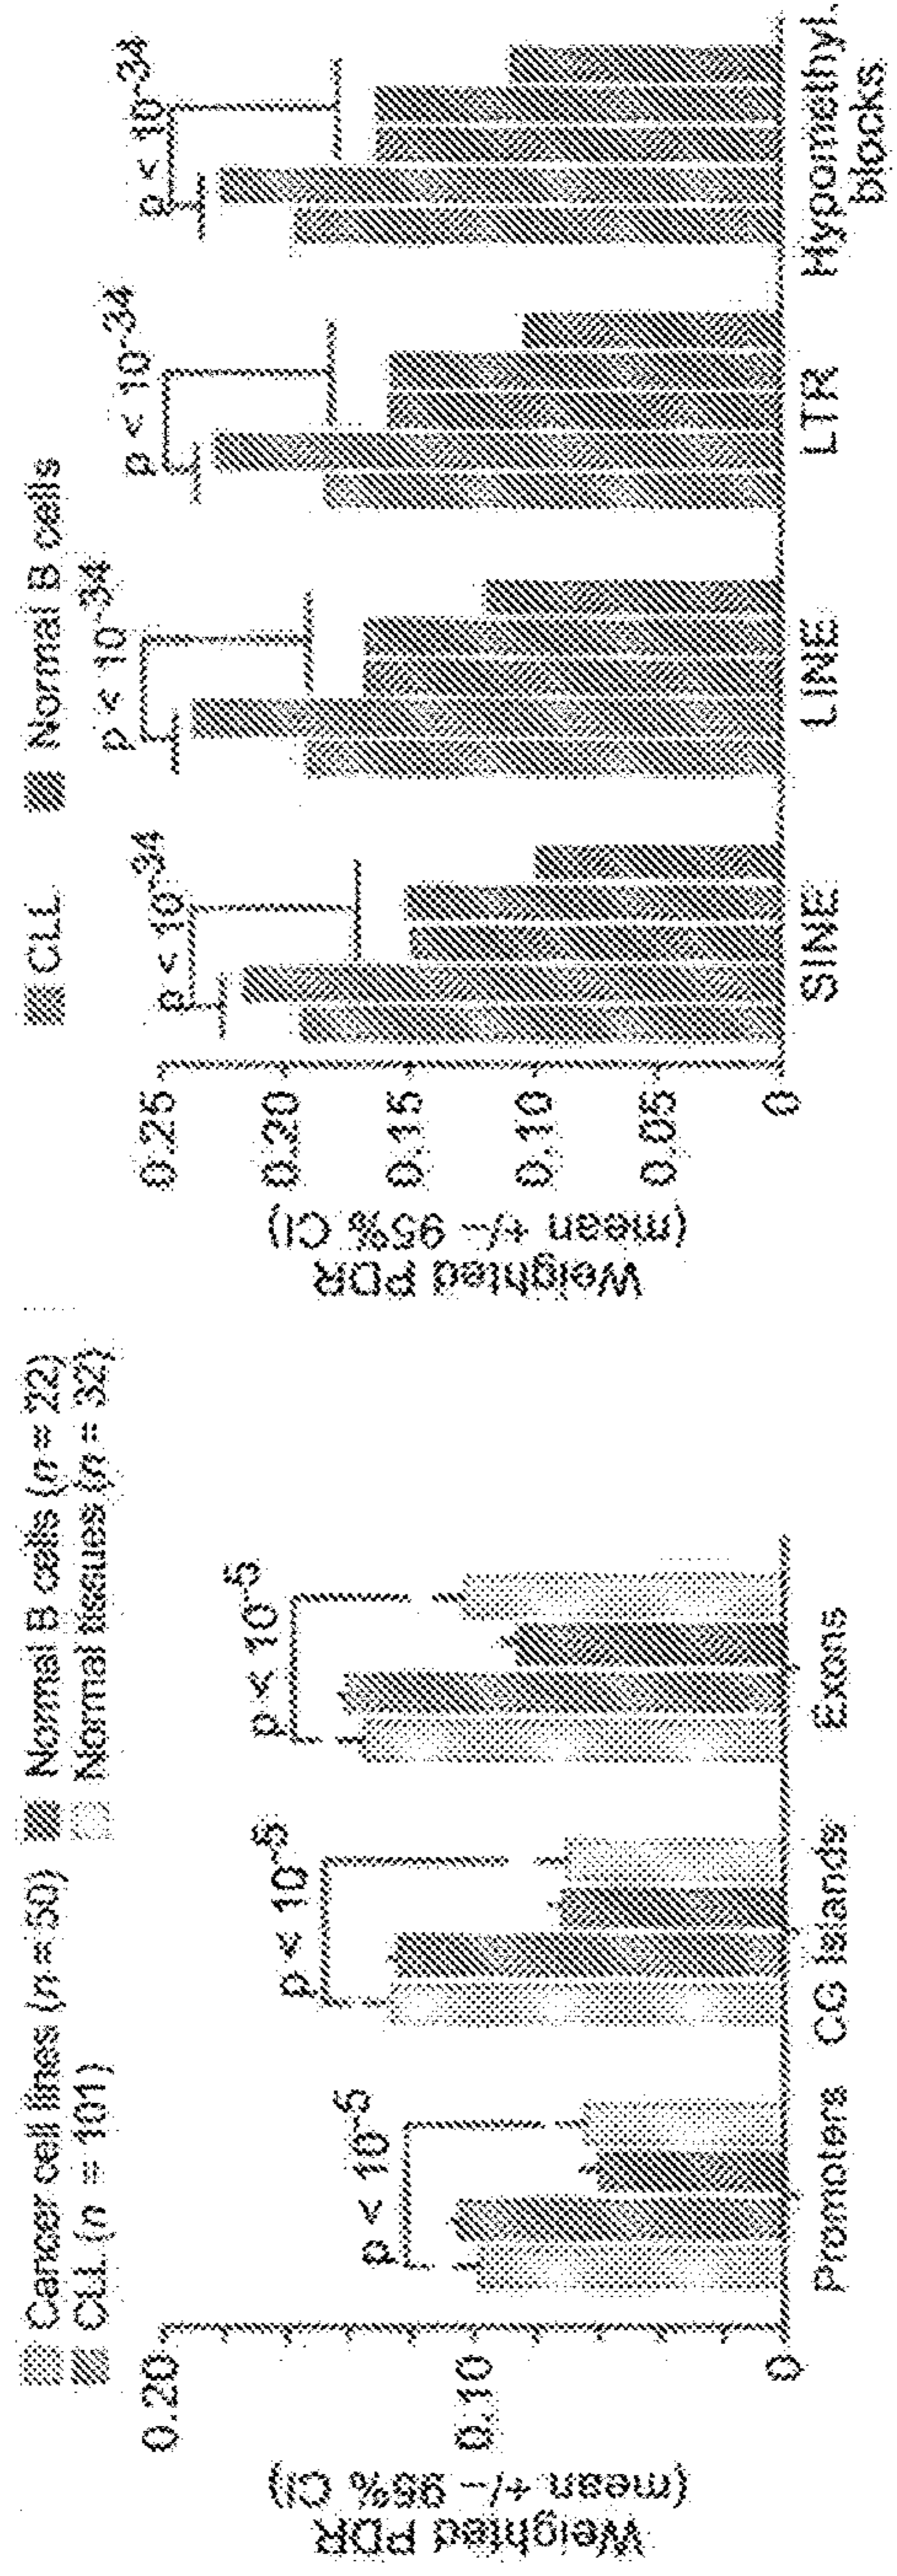 Cancer cell lines (n = 50)
CLL (n = 101)
Normal B cells (n = 22)
Normal tissues (n = 32)
Weighted PDR
(mean +/− 95% CI)
0.20
0.10
0
p < 10-5
p < 10-5
p < 10-5
Promoters
CG Islands
Exons
CLL
Normal B cells
Weighted PDR
(mean +/− 95% CI)
0.25
0.20
0.15
0.10
0.05
0
p < 10-34
p < 10-34
p < 10-34
p < 10-34
SINE
LINE
LTR
Hypomethyl.
blocks